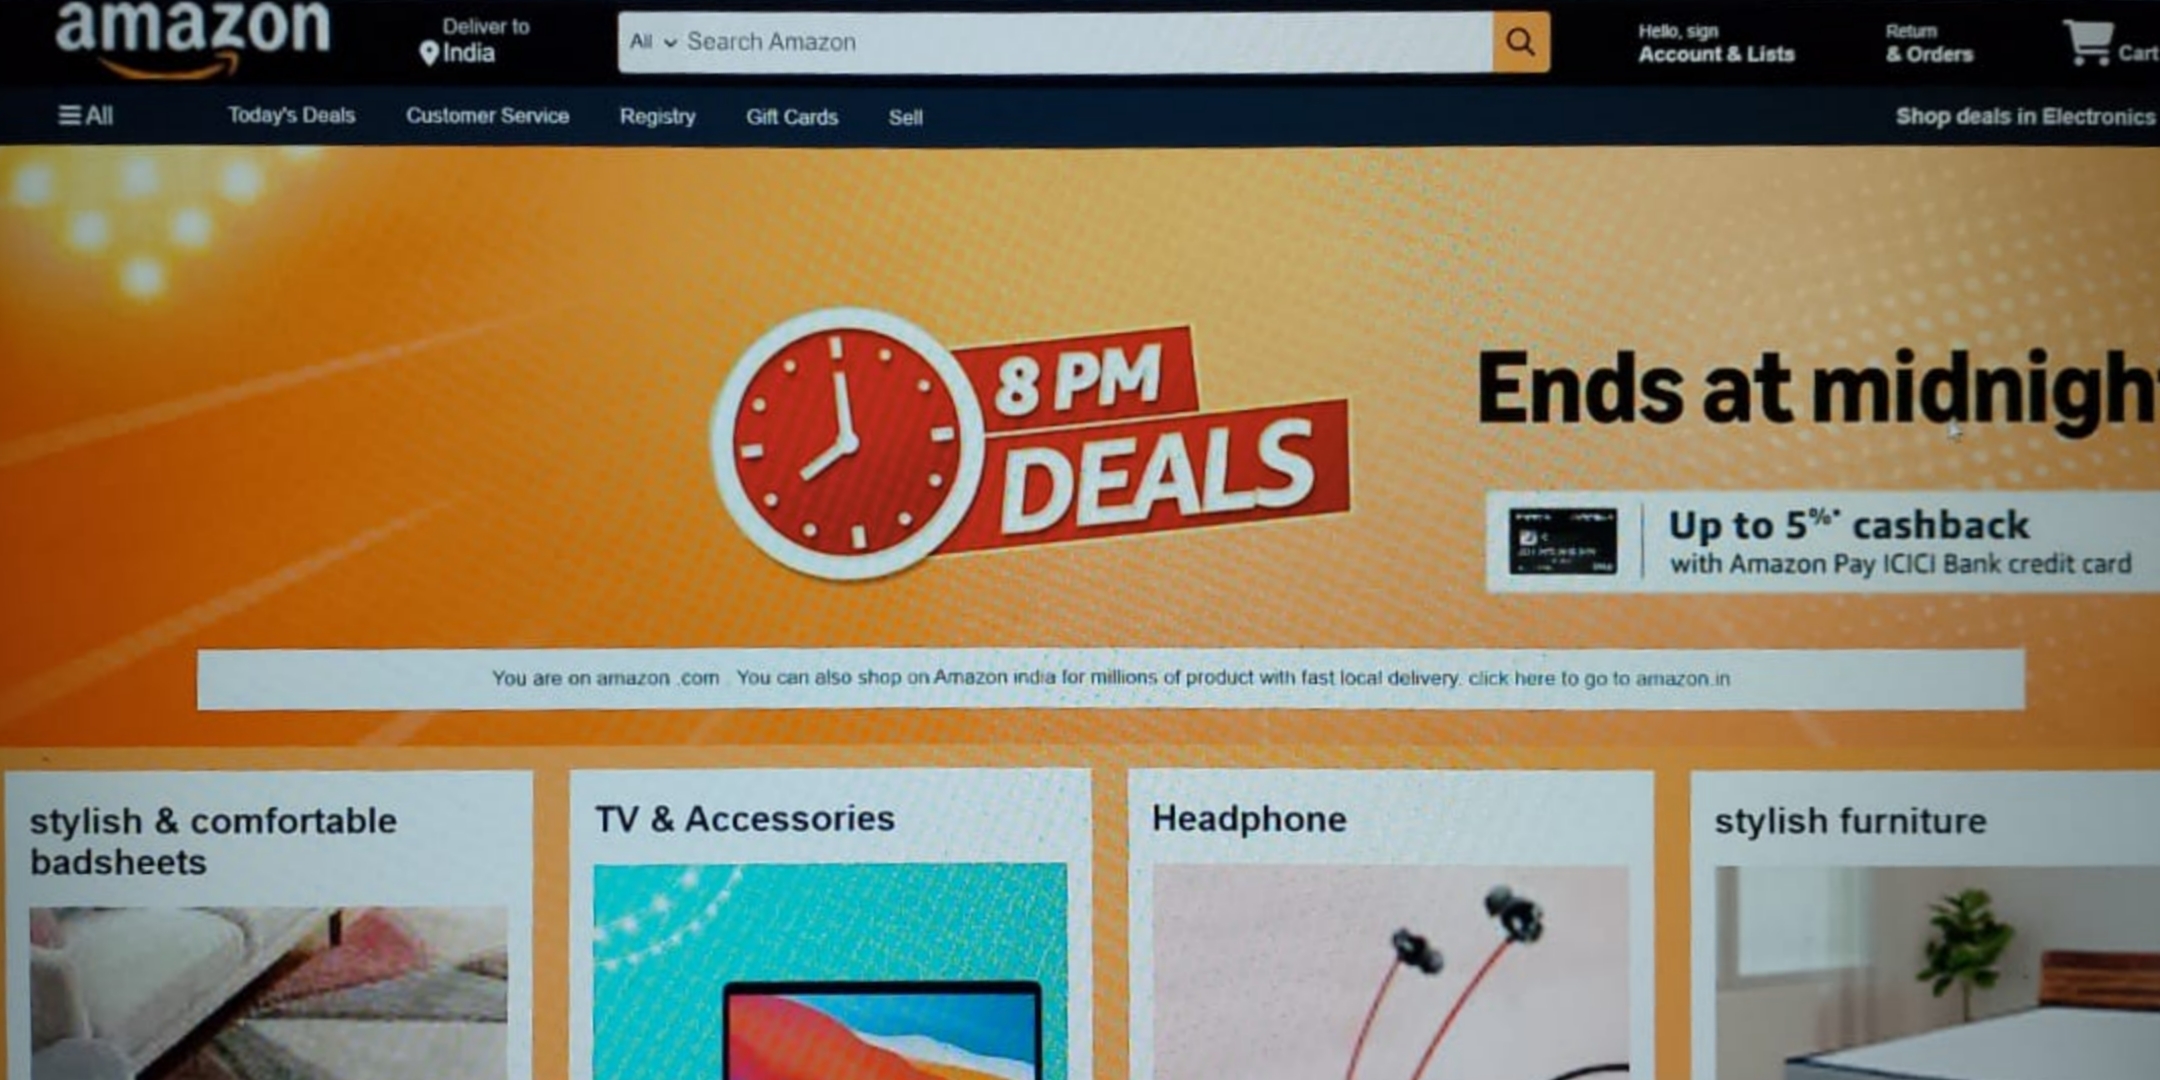 amazon
Deliver to
India
All Search Amazon
Hello, sign
Account & Lists
Return
& Orders
Cart
All
Today's Deals
Customer Service
Registry
Gift Cards
Sell
Shop deals in Electronics
8 PM
DEALS
Ends at midnigh
Up to 5%* cashback
with Amazon Pay ICICI Bank credit card
You are on amazon .com . You can also shop on Amazon india for millions of product with fast local delivery. click here to go to amazon.in
stylish & comfortable
badsheets
TV & Accessories
Headphone
stylish furniture